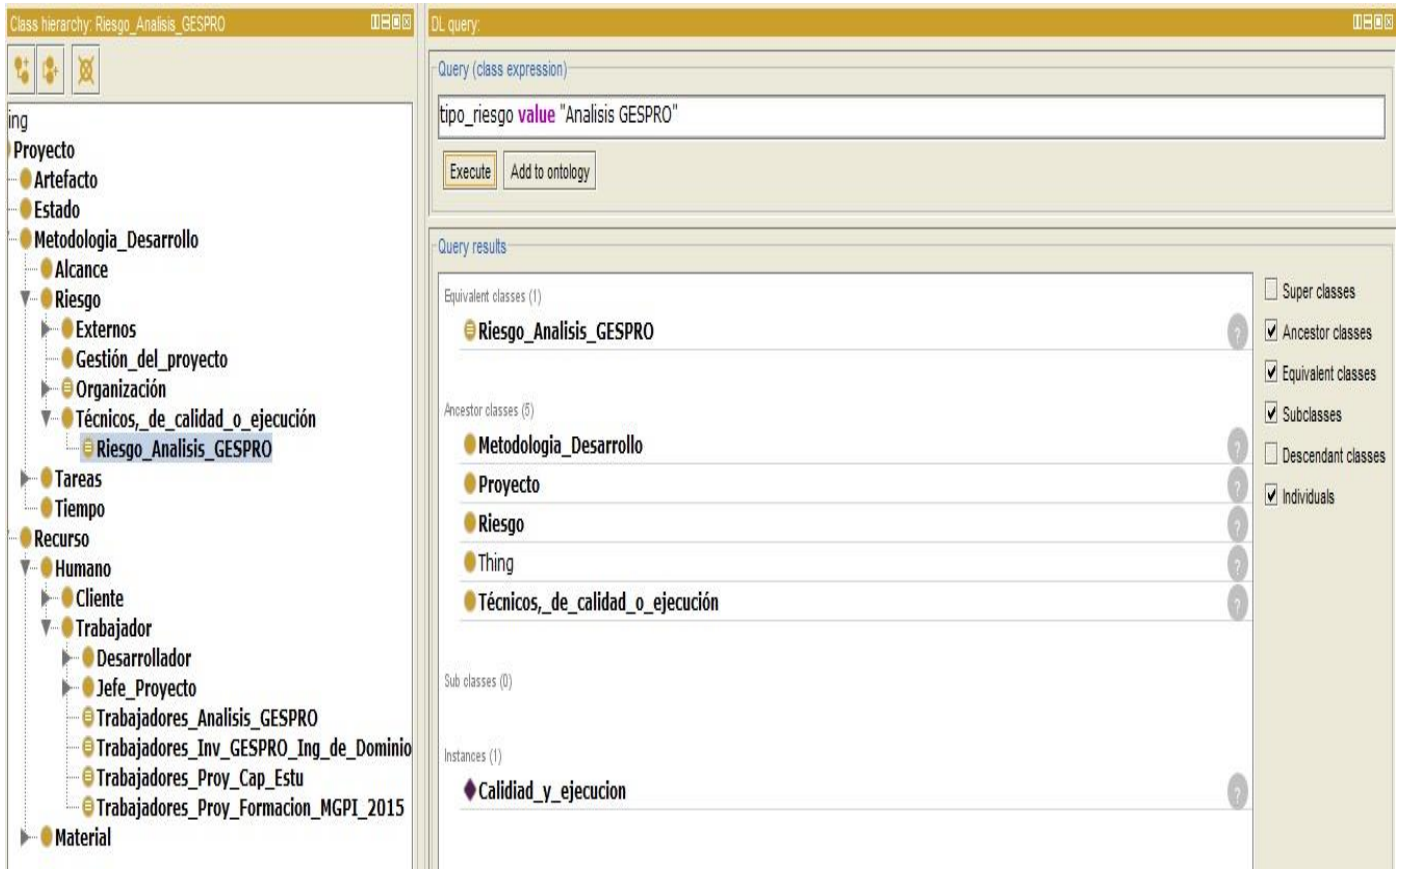 Class hierarchy: Riesgo_Analisis_GESPRO
ing
Proyecto
Artefacto
Estado
Metodologia_Desarrollo
Alcance
Riesgo
Externos
Gestión_del_proyecto
Organización
Técnicos,_de_calidad_o_ejecución
Riesgo_Analisis_GESPRO
Tareas
Tiempo
Recurso
Humano
Cliente
Trabajador
Desarrollador
Jefe_Proyecto
Trabajadores_Analisis_GESPRO
Trabajadores_Inv_GESPRO_Ing_de_Dominio
Trabajadores_Proy_Cap_Estu
Trabajadores_Proy_Formacion_MGPI_2015
Material
DL query:
Query (class expression)
tipo_riesgo value "Analisis GESPRO"
Execute Add to ontology
Query results
Equivalent classes (1)
Riesgo_Analisis_GESPRO ?
Ancestor classes (5)
Metodologia_Desarrollo ?
Proyecto ?
Riesgo ?
Thing ?
Técnicos,_de_calidad_o_ejecución ?
Sub classes (0)
Instances (1)
Calidiad_y_ejecucion ?
Super classes
Ancestor classes
Equivalent classes
Subclasses
Descendant classes
Individuals